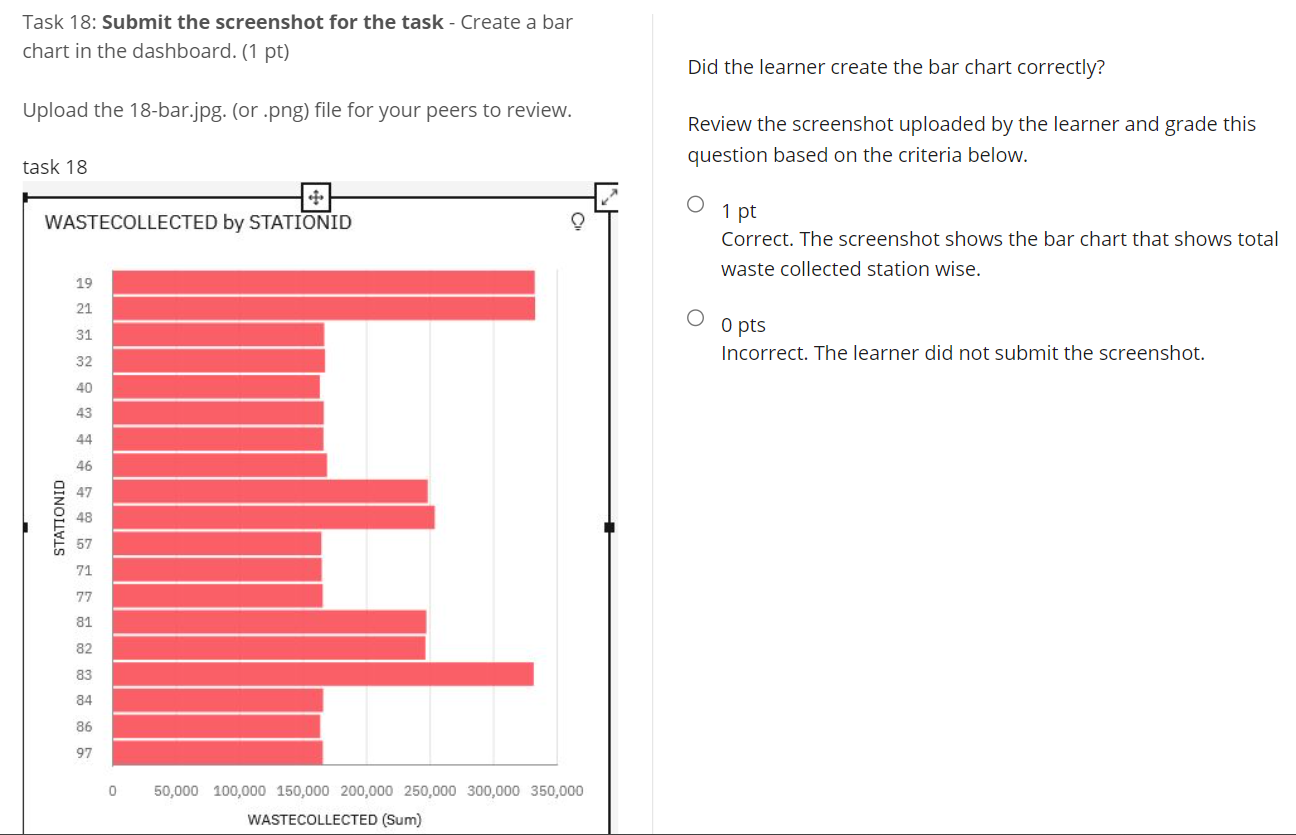 Task 18: Submit the screenshot for the task - Create a bar
chart in the dashboard. (1 pt)
Upload the 18-bar.jpg. (or .png) file for your peers to review.
task 18
WASTECOLLECTED by STATIONID
STATIONID
19
21
31
32
40
43
44
46
47
48
57
71
77
81
82
83
84
86
97
0 50,000 100,000 150,000 200,000 250,000 300,000 350,000
WASTECOLLECTED (Sum)
Did the learner create the bar chart correctly?
Review the screenshot uploaded by the learner and grade this
question based on the criteria below.
1 pt
Correct. The screenshot shows the bar chart that shows total
waste collected station wise.
0 pts
Incorrect. The learner did not submit the screenshot.